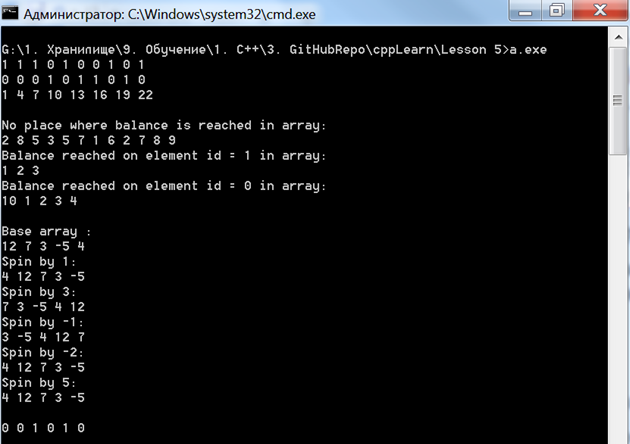 Администратор: C:\Windows\system32\cmd.exe
G:\1. Хранилище\9. Обучение\1. C++\3. GitHubRepo\cppLearn\Lesson 5>a.exe
1 1 1 0 1 0 0 1 0 1
0 0 0 1 0 1 1 0 1 0
1 4 7 10 13 16 19 22
No place where balance is reached in array:
2 8 5 3 5 7 1 6 2 7 8 9
Balance reached on element id = 1 in array:
1 2 3
Balance reached on element id = 0 in array:
10 1 2 3 4
Base array :
12 7 3 -5 4
Spin by 1:
4 12 7 3 -5
Spin by 3:
7 3 -5 4 12
Spin by -1:
3 -5 4 12 7
Spin by -2:
4 12 7 3 -5
Spin by 5:
4 12 7 3 -5
0 0 1 0 1 0